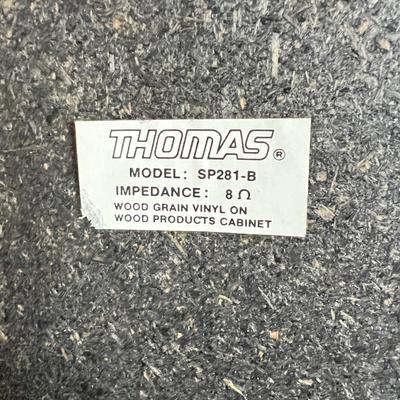 THOMAS®
MODEL: SP281-B
IMPEDANCE: 8 Ω
WOOD GRAIN VINYL ON
WOOD PRODUCTS CABINET